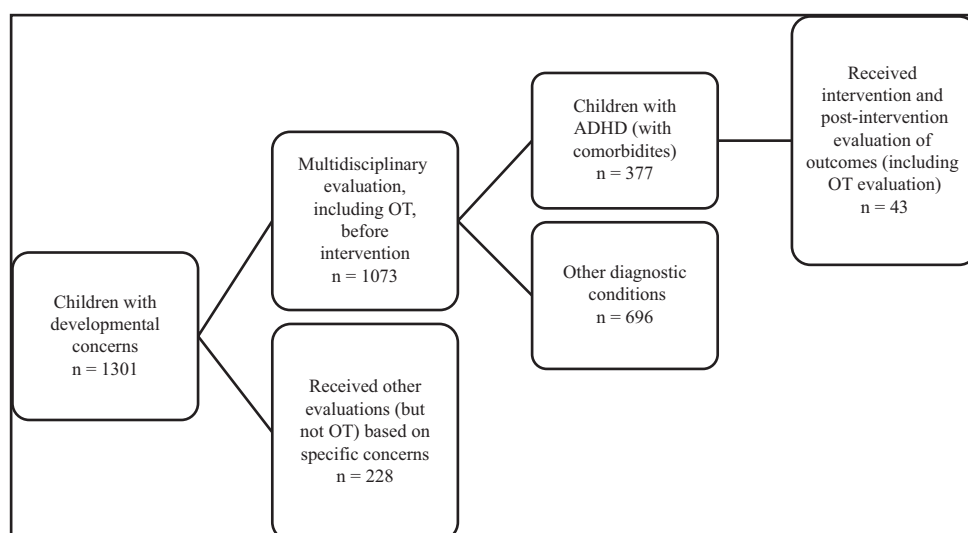 Children with
developmental
concerns
n = 1301
Multidisciplinary
evaluation,
including OT,
before
intervention
n = 1073
Received other
evaluations (but
not OT) based on
specific concerns
n = 228
Children with
ADHD (with
comorbidites)
n = 377
Other diagnostic
conditions
n = 696
Received
intervention and
post-intervention
evaluation of
outcomes (including
OT evaluation)
n = 43